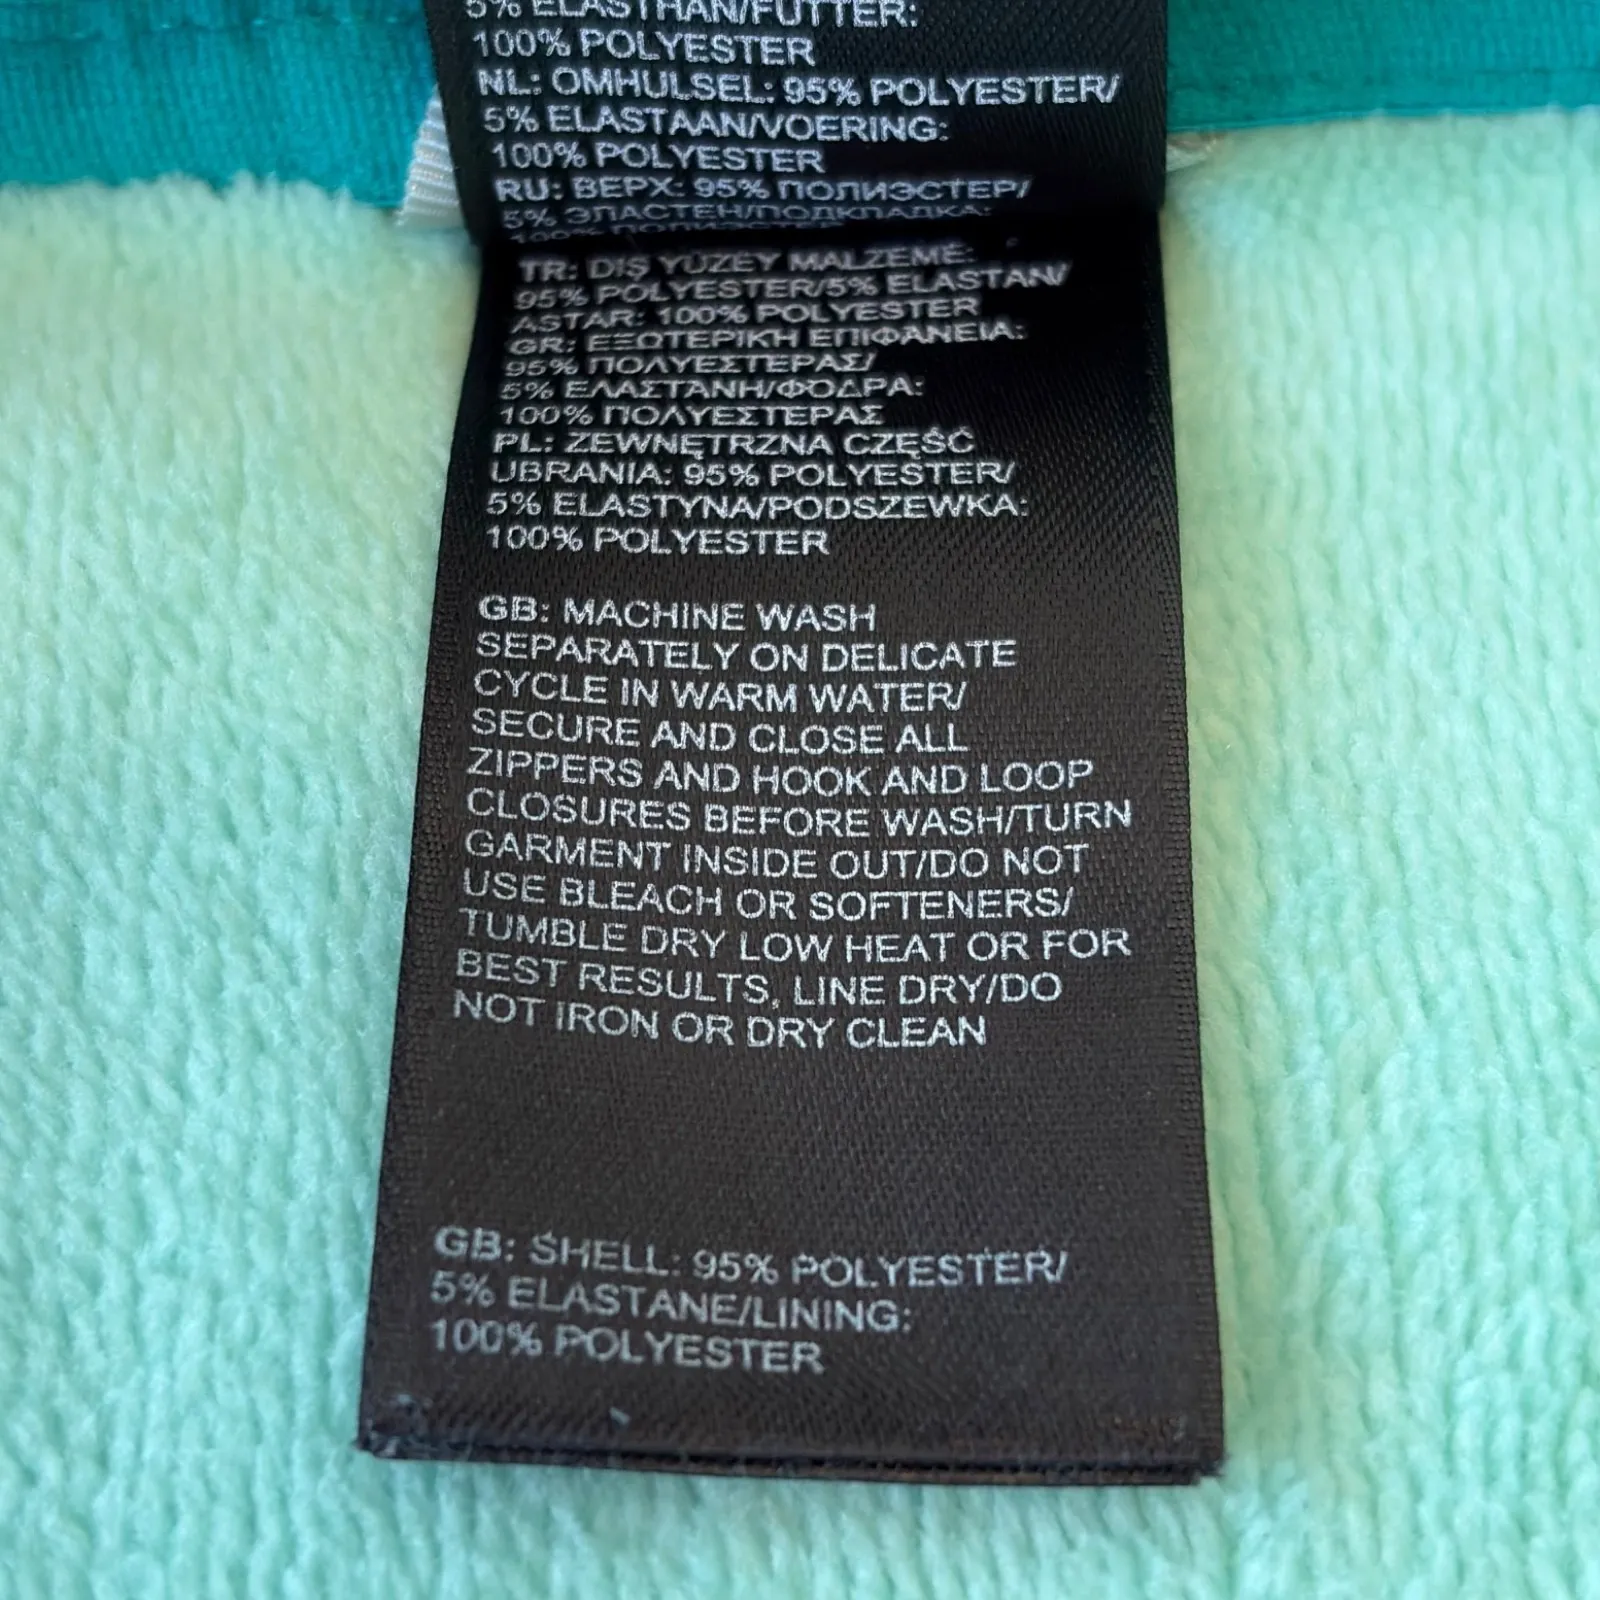 5% ELASTHAN/FUTTER:
100% POLYESTER
NL: OMHULSEL: 95% POLYESTER/
5% ELASTAAN/VOERING:
100% POLYESTER
RU: ВЕРХ: 95% ПОЛИЭСТЕР/
5% ЭЛАСТЕН/ПОДКЛАДКА:
100% ПОЛИЭСТЕР
TR: DIŞ YÜZEY MALZEME:
95% POLYESTER/5% ELASTAN/
ASTAR: 100% POLYESTER
GR: ΕΞΩΤΕΡΙΚΗ ΕΠΙΦΑΝΕΙΑ:
95% ΠΟΛΥΕΣΤΕΡΑΣ/
5% ΕΛΑΣΤΑΝΗ/ΦΟΔΡΑ:
100% ΠΟΛΥΕΣΤΕΡΑΣ
PL: ZEWNĘTRZNA CZĘŚĆ
UBRANIA: 95% POLYESTER/
5% ELASTYNA/PODSZEWKA:
100% POLYESTER
GB: MACHINE WASH
SEPARATELY ON DELICATE
CYCLE IN WARM WATER/
SECURE AND CLOSE ALL
ZIPPERS AND HOOK AND LOOP
CLOSURES BEFORE WASH/TURN
GARMENT INSIDE OUT/DO NOT
USE BLEACH OR SOFTENERS/
TUMBLE DRY LOW HEAT OR FOR
BEST RESULTS, LINE DRY/DO
NOT IRON OR DRY CLEAN
GB: SHELL: 95% POLYESTER/
5% ELASTANE/LINING:
100% POLYESTER